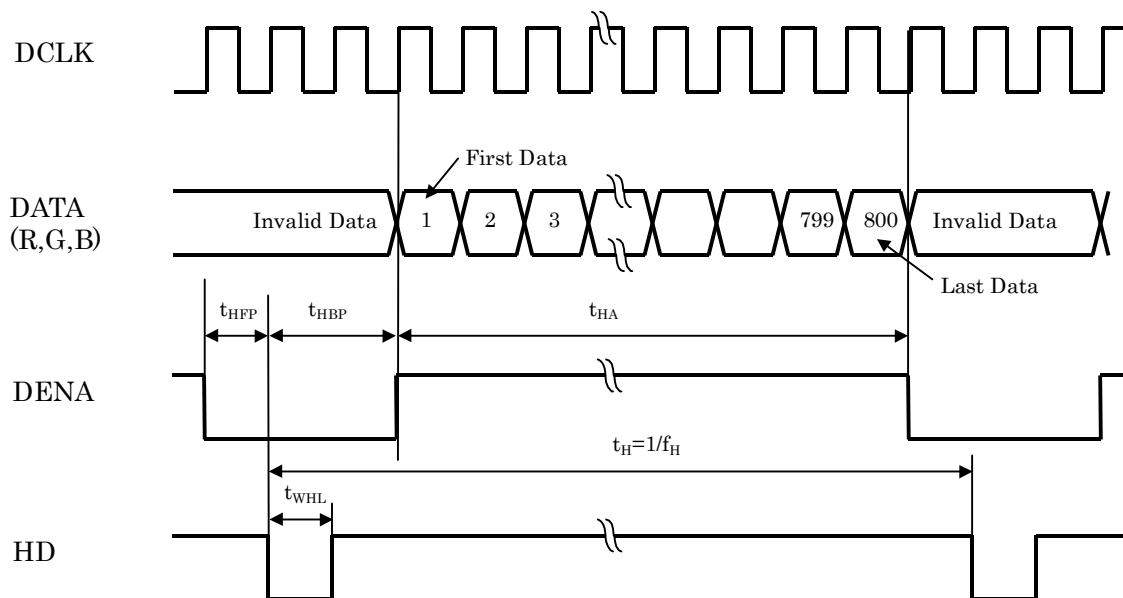 DCLK
First Data
DATA
(R,G,B)
Invalid Data 1 2 3 799 800 Invalid Data
Last Data
tHFP tHBP tHA
DENA
tH=1/fH
tWHL
HD